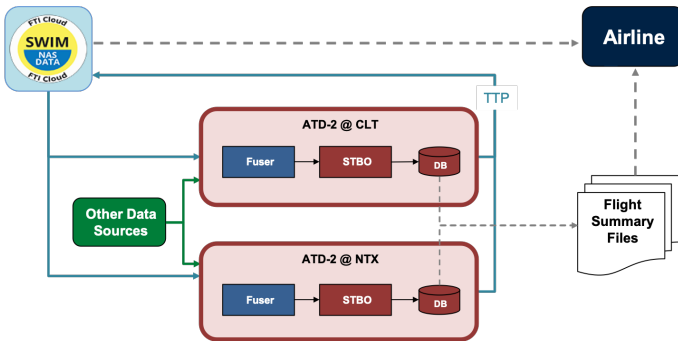 FTI Cloud
SWIM
NAS
DATA
FTI Cloud
Airline
TTP
ATD-2 @ CLT
Fuser
STBO
DB
Other Data
Sources
Flight
Summary
Files
ATD-2 @ NTX
Fuser
STBO
DB